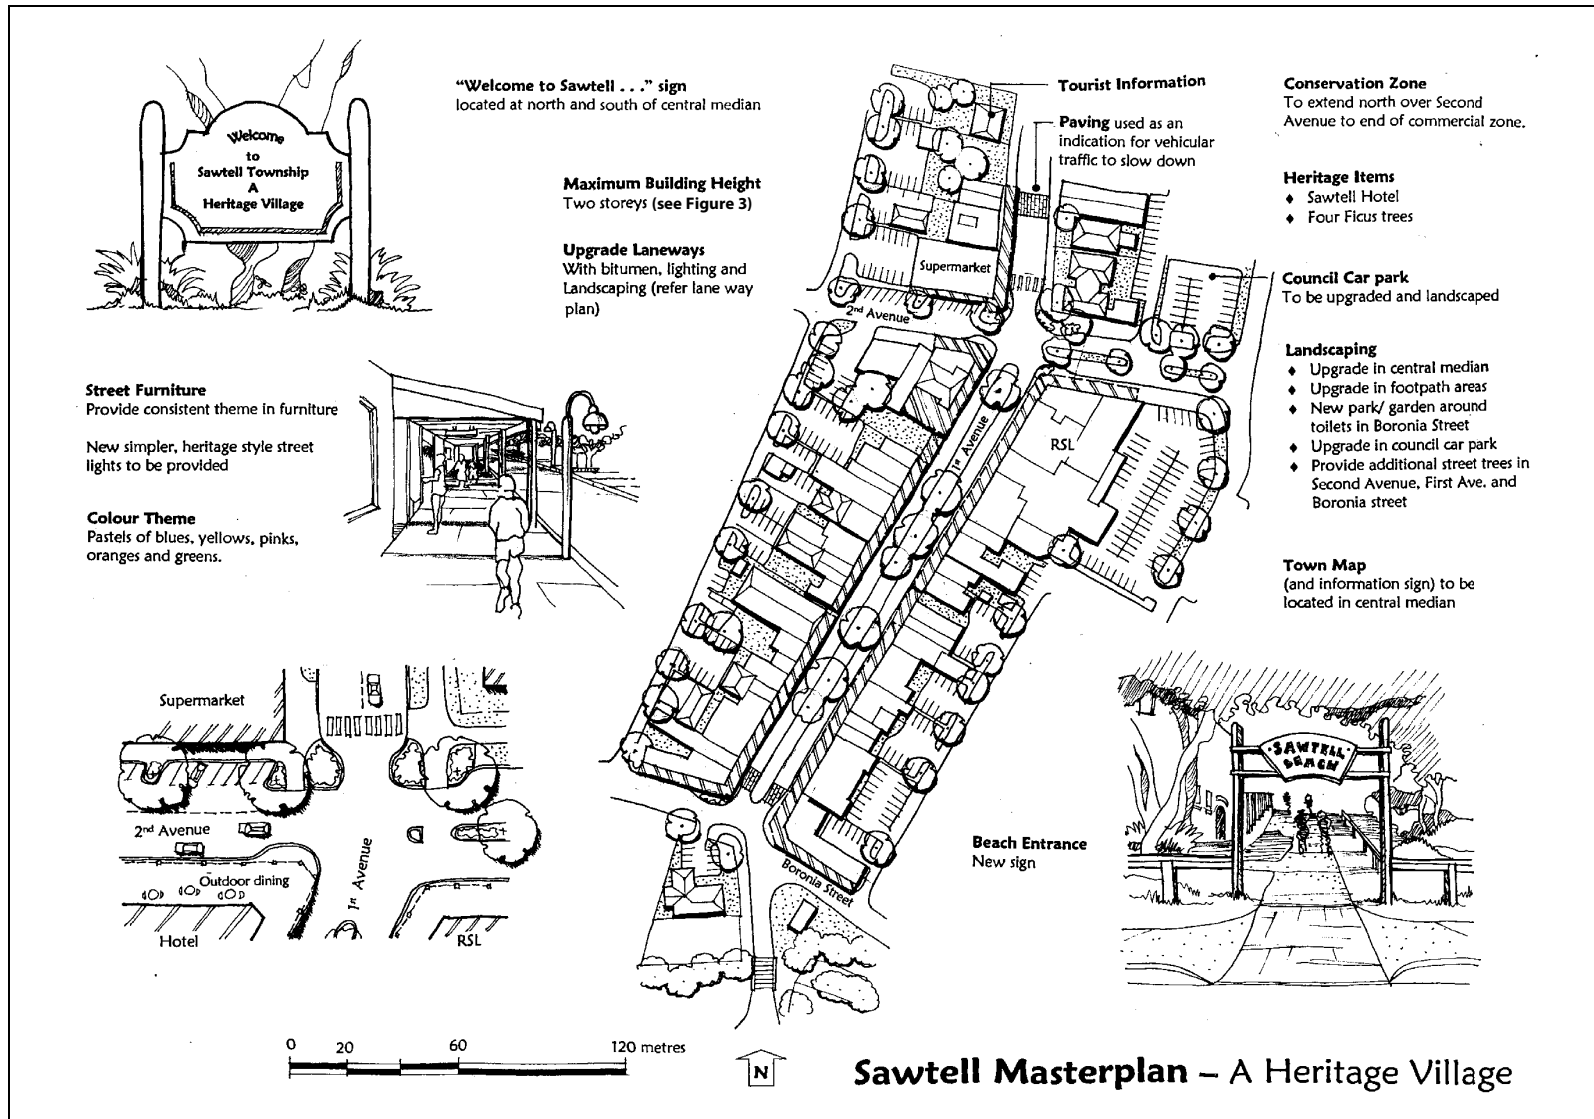 Welcome
to
Sawtell Township
A
Heritage Village
“Welcome to Sawtell . . .” sign
located at north and south of central median
Maximum Building Height
Two storeys (see Figure 3)
Upgrade Laneways
With bitumen, lighting and
Landscaping (refer lane way
plan)
Street Furniture
Provide consistent theme in furniture
New simpler, heritage style street
lights to be provided
Colour Theme
Pastels of blues, yellows, pinks,
oranges and greens.
Supermarket
2nd Avenue
Outdoor dining
1st Avenue
Hotel
RSL
Supermarket
2nd Avenue
1st Avenue
RSL
Boronia Street
Tourist Information
Paving used as an
indication for vehicular
traffic to slow down
Conservation Zone
To extend north over Second
Avenue to end of commercial zone.
Heritage Items
♦ Sawtell Hotel
♦ Four Ficus trees
Council Car park
To be upgraded and landscaped
Landscaping
♦ Upgrade in central median
♦ Upgrade in footpath areas
♦ New park/ garden around
toilets in Boronia Street
♦ Upgrade in council car park
♦ Provide additional street trees in
Second Avenue, First Ave. and
Boronia street
Town Map
(and information sign) to be
located in central median
SAWTELL
BEACH
Beach Entrance
New sign
0 20 60 120 metres
N
Sawtell Masterplan – A Heritage Village